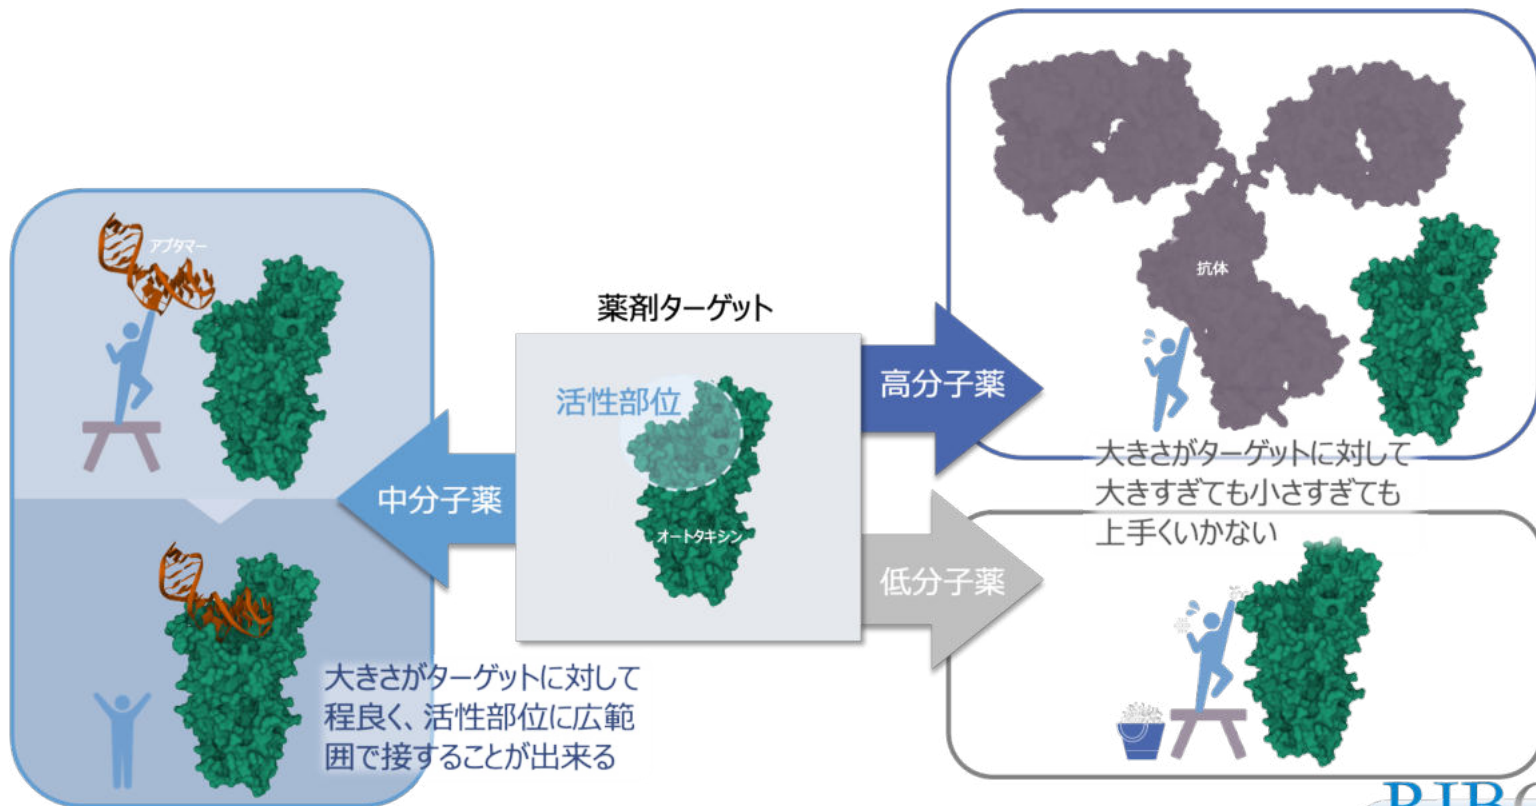 アプタマー
薬剤ターゲット
活性部位
オートタキシン
中分子薬
高分子薬
低分子薬
抗体
大きさがターゲットに対して
大きすぎても小さすぎても
上手くいかない
大きさがターゲットに対して
程良く、活性部位に広範
囲で接することが出来る